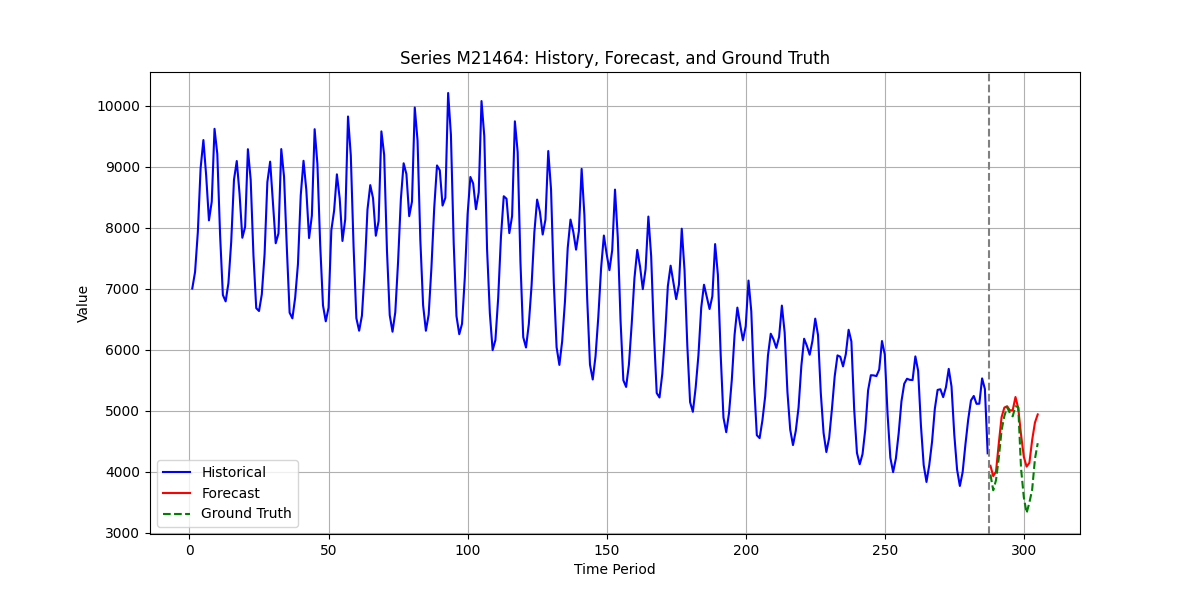 Series M21464: History, Forecast, and Ground Truth
Value
10000
9000
8000
7000
6000
5000
4000
3000
Historical
Forecast
Ground Truth
0 50 100 150 200 250 300
Time Period